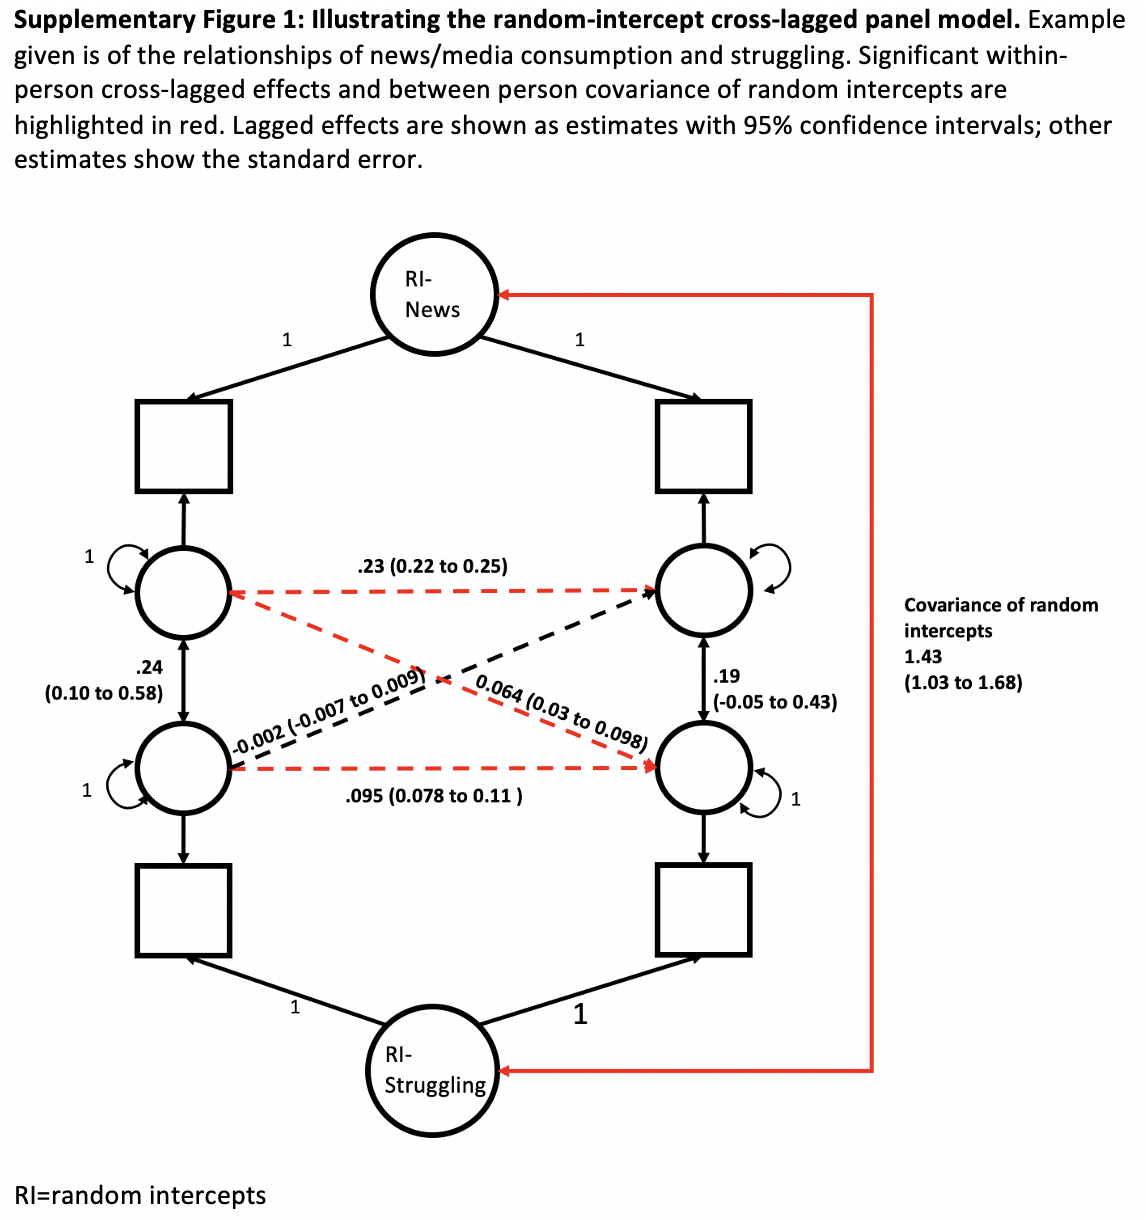 Supplementary Figure 1: Illustrating the random-intercept cross-lagged panel model. Example
given is of the relationships of news/media consumption and struggling. Significant within-
person cross-lagged effects and between person covariance of random intercepts are
highlighted in red. Lagged effects are shown as estimates with 95% confidence intervals; other
estimates show the standard error.
RI-
News
1
1
1
.23 (0.22 to 0.25)
Covariance of random
intercepts
1.43
(1.03 to 1.68)
.24
(0.10 to 0.58)
.19
(-0.05 to 0.43)
-0.002 (-0.007 to 0.009)
0.064 (0.03 to 0.098)
1
.095 (0.078 to 0.11 )
1
1
1
RI-
Struggling
RI=random intercepts